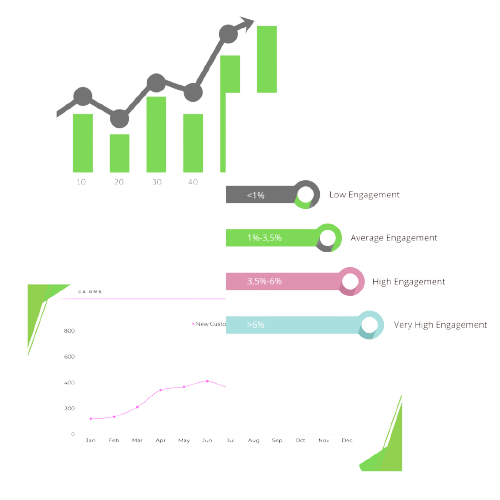 10 20 30 40
<1% Low Engagement
1%-3,5% Average Engagement
3,5%-6% High Engagement
>6% Very High Engagement
• New Custo
800
600
400
200
0
Jan Feb Mar Apr May Jun Jul Aug Sep Oct Nov Dec